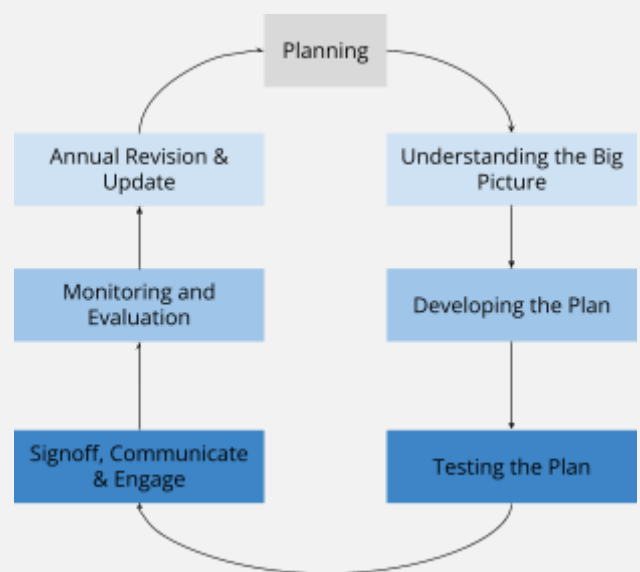 Planning
Understanding the Big
Picture
Developing the Plan
Testing the Plan
Signoff, Communicate
& Engage
Monitoring and
Evaluation
Annual Revision &
Update